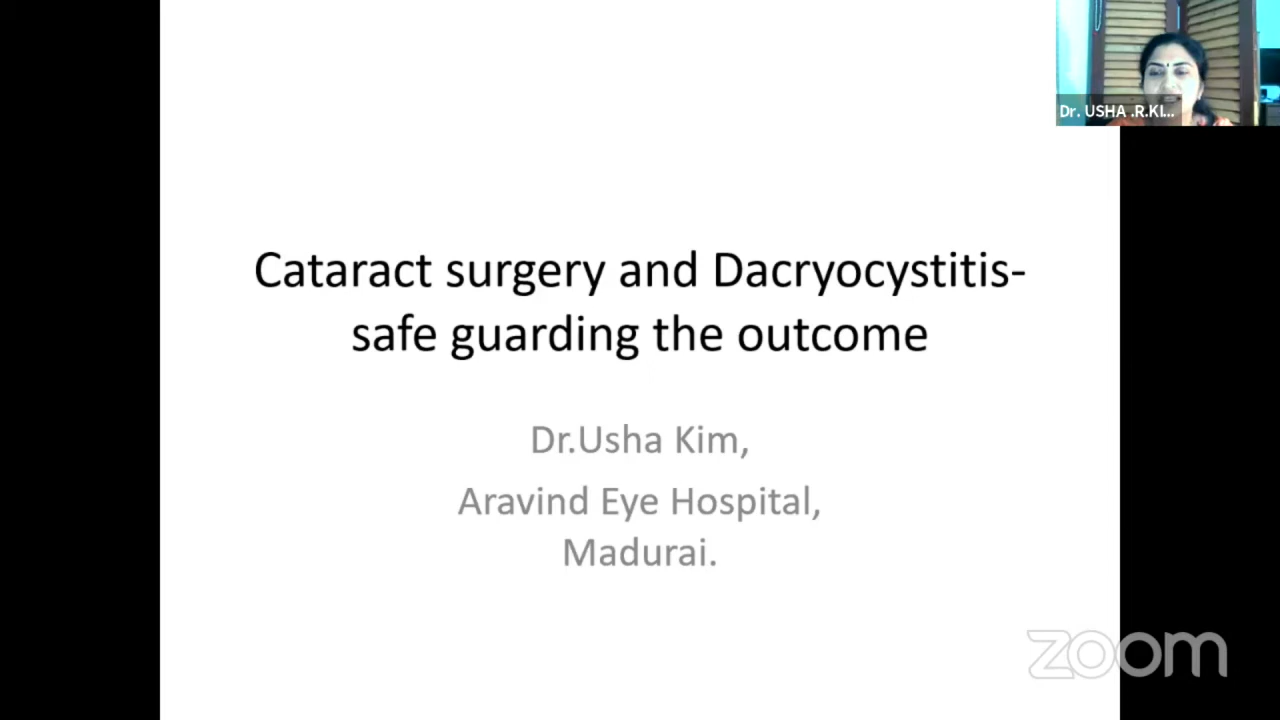 Dr. USHA .R.KI...
Cataract surgery and Dacryocystitis-
safe guarding the outcome
Dr.Usha Kim,
Aravind Eye Hospital,
Madurai.
zoom